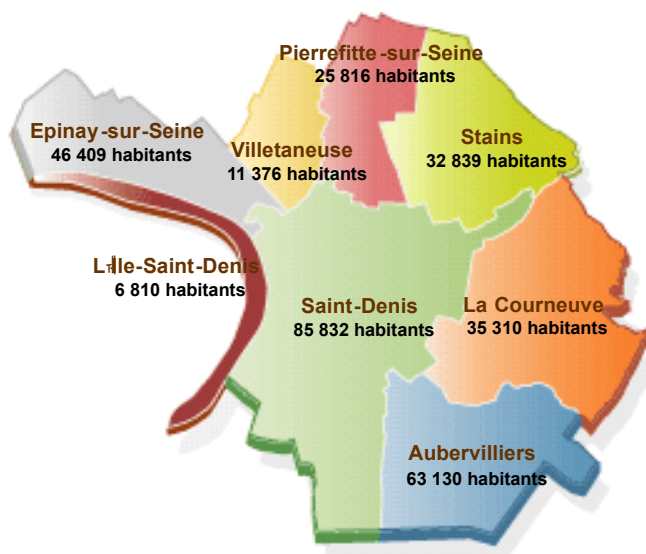 Pierrefitte-sur-Seine
25 816 habitants
Epinay-sur-Seine
46 409 habitants
Villetaneuse
11 376 habitants
Stains
32 839 habitants
L'Ile-Saint-Denis
6 810 habitants
Saint-Denis
85 832 habitants
La Courneuve
35 310 habitants
Aubervilliers
63 130 habitants